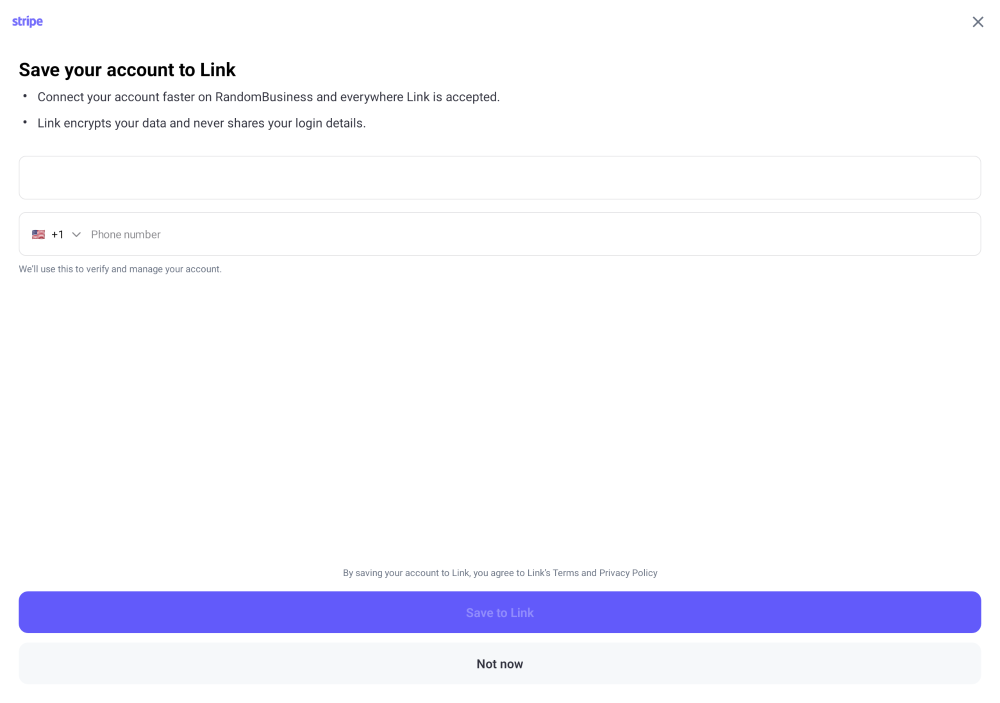 stripe
Save your account to Link
• Connect your account faster on RandomBusiness and everywhere Link is accepted.
• Link encrypts your data and never shares your login details.
+1 Phone number
We'll use this to verify and manage your account.
By saving your account to Link, you agree to Link's Terms and Privacy Policy
Save to Link
Not now